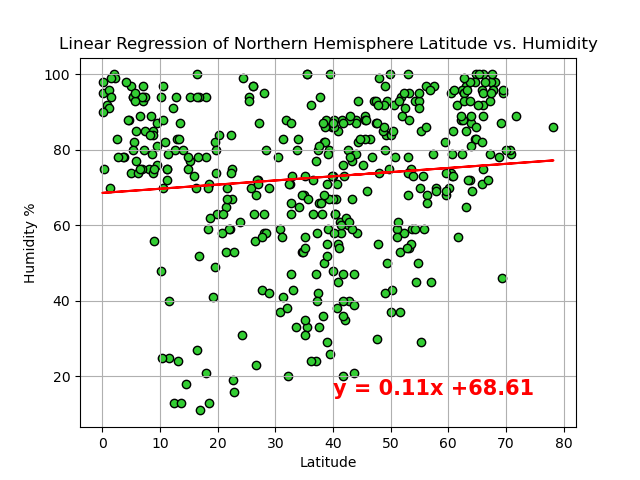 Linear Regression of Northern Hemisphere Latitude vs. Humidity
100
80
60
40
20
Humidity %
y = 0.11x +68.61
0 10 20 30 40 50 60 70 80
Latitude